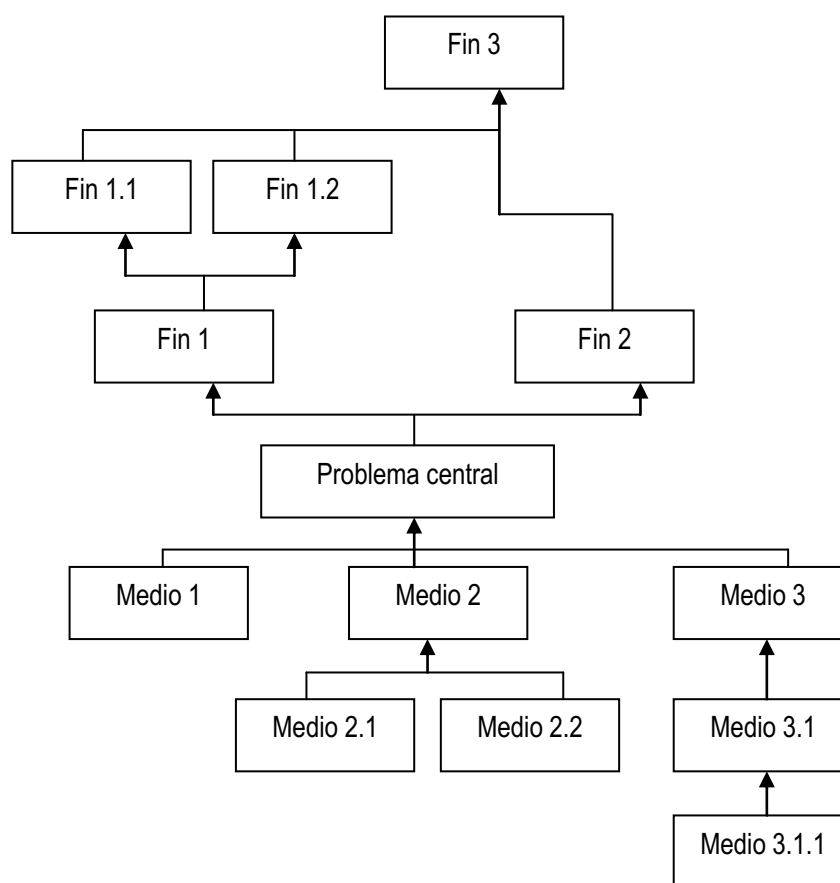 Fin 3
Fin 1.1
Fin 1.2
Fin 1
Fin 2
Problema central
Medio 1
Medio 2
Medio 3
Medio 2.1
Medio 2.2
Medio 3.1
Medio 3.1.1